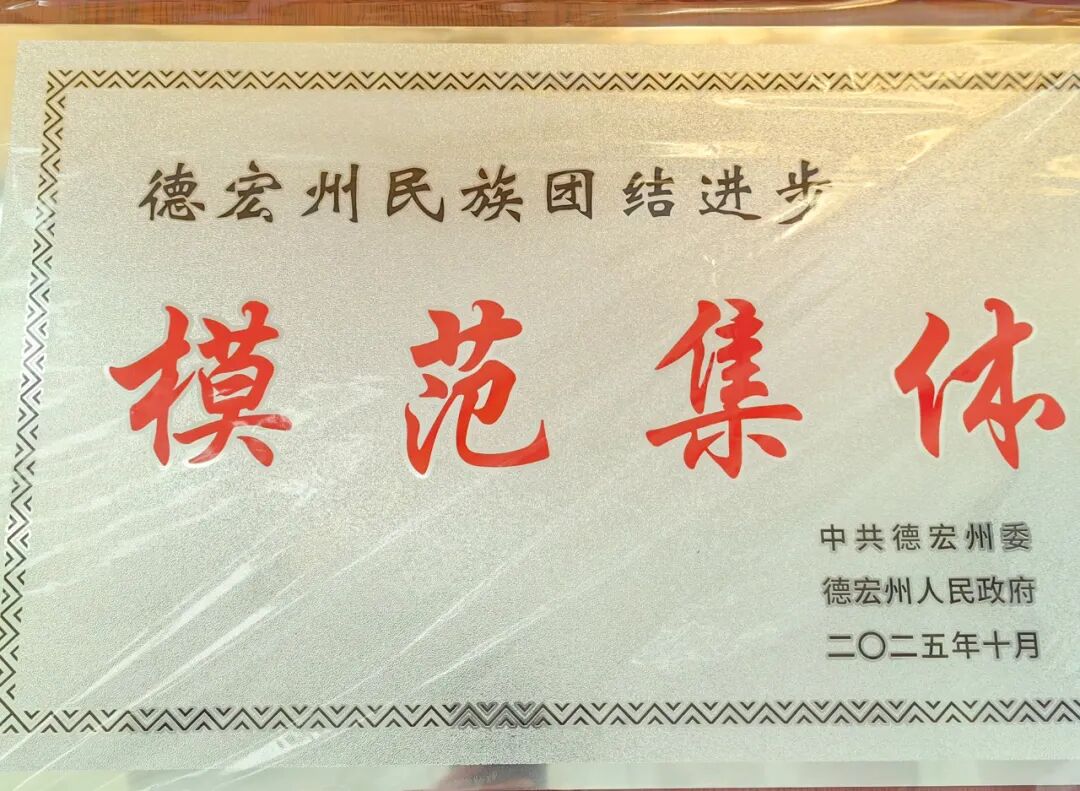 德宏州民族团结进步
模范集体
中共德宏州委
德宏州人民政府
二〇二五年十月